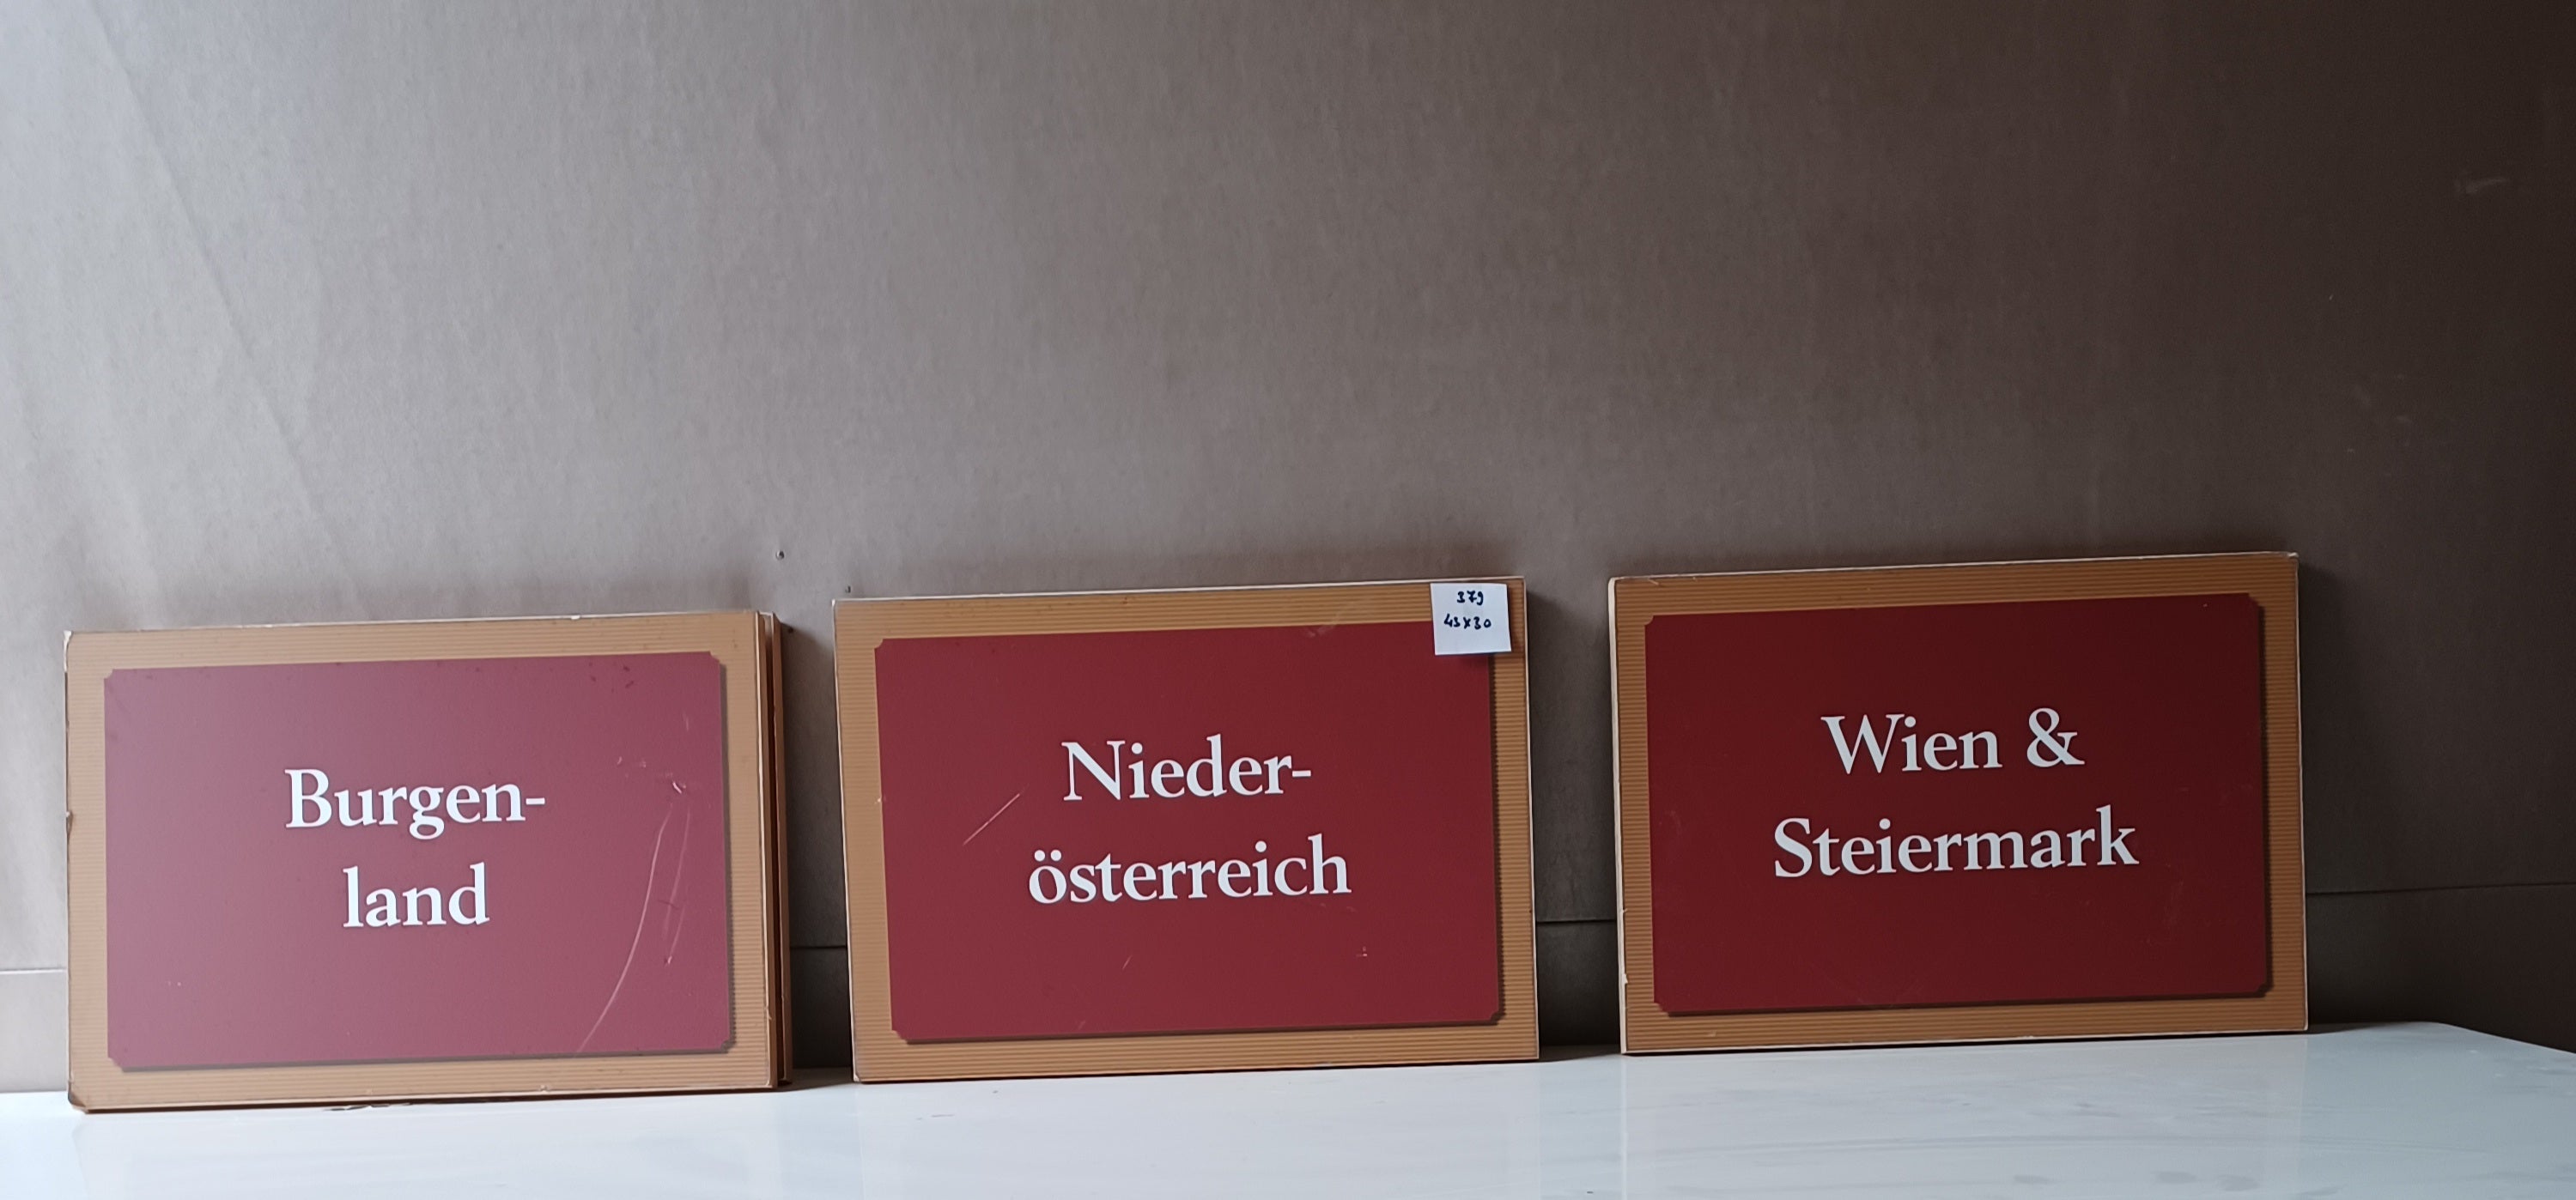 Burgen-
land
Nieder-
österreich
379
43x30
Wien &
Steiermark